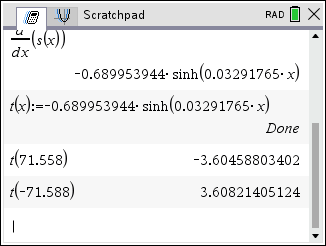 Scratchpad RAD
d/dx(s(x))
-0.689953944·sinh(0.03291765·x)
t(x):=-0.689953944·sinh(0.03291765·x)
Done
t(71.558) -3.60458803402
t(-71.588) 3.60821405124